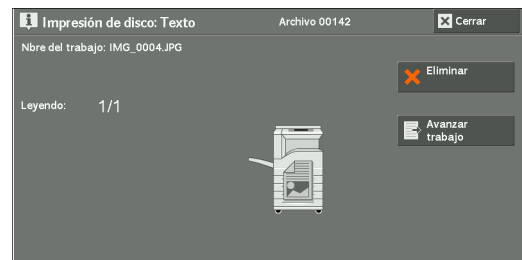 Impresión de disco: Texto
Archivo 00142
Cerrar
Nbre del trabajo: IMG_0004.JPG
Eliminar
Leyendo: 1/1
Avanzar
trabajo